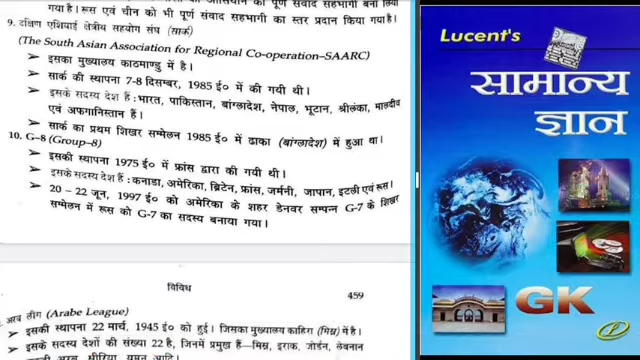 गया है। रूस एवं चीन को भी पूर्ण संवाद सहभागी का स्तर प्रदान किया गया है।
9. दक्षिण एशियाई क्षेत्रीय सहयोग संघ (सार्क)
(The South Asian Association for Regional Co-operation–SAARC)
➤ इसका मुख्यालय काठमाण्डु में है।
➤ सार्क की स्थापना 7-8 दिसम्बर, 1985 ई० में की गयी थी।
➤ इसके सदस्य देश हैं : भारत, पाकिस्तान, बांग्लादेश, नेपाल, भूटान, श्रीलंका, मालदीव
एवं अफगानिस्तान हैं।
➤ सार्क का प्रथम शिखर सम्मेलन 1985 ई० में ढाका (बांग्लादेश) में हुआ था।
10. G–8 (Group–8)
➤ इसकी स्थापना 1975 ई० में फ्रांस द्वारा की गयी थी।
➤ इसके सदस्य देश हैं : कनाडा, अमेरिका, ब्रिटेन, फ्रांस, जर्मनी, जापान, इटली एवं रूस।
➤ 20 – 22 जून, 1997 ई० को अमेरिका के शहर डेनवर सम्पन्न G-7 के शिखर
सम्मेलन में रूस को G-7 का सदस्य बनाया गया।
विविध
459
अरब लीग (Arabe League)
➤ इसकी स्थापना 22 मार्च, 1945 ई० को हुई। जिसका मुख्यालय काहिरा (मिस्र) में है।
➤ इसके सदस्य देशों की संख्या 22 है, जिनमें प्रमुख हैं – मिस्र, इराक, जोर्डन, लेबनान
अरब, सीरिया, यमन आदि।
Lucent's
सामान्य
ज्ञान
GK